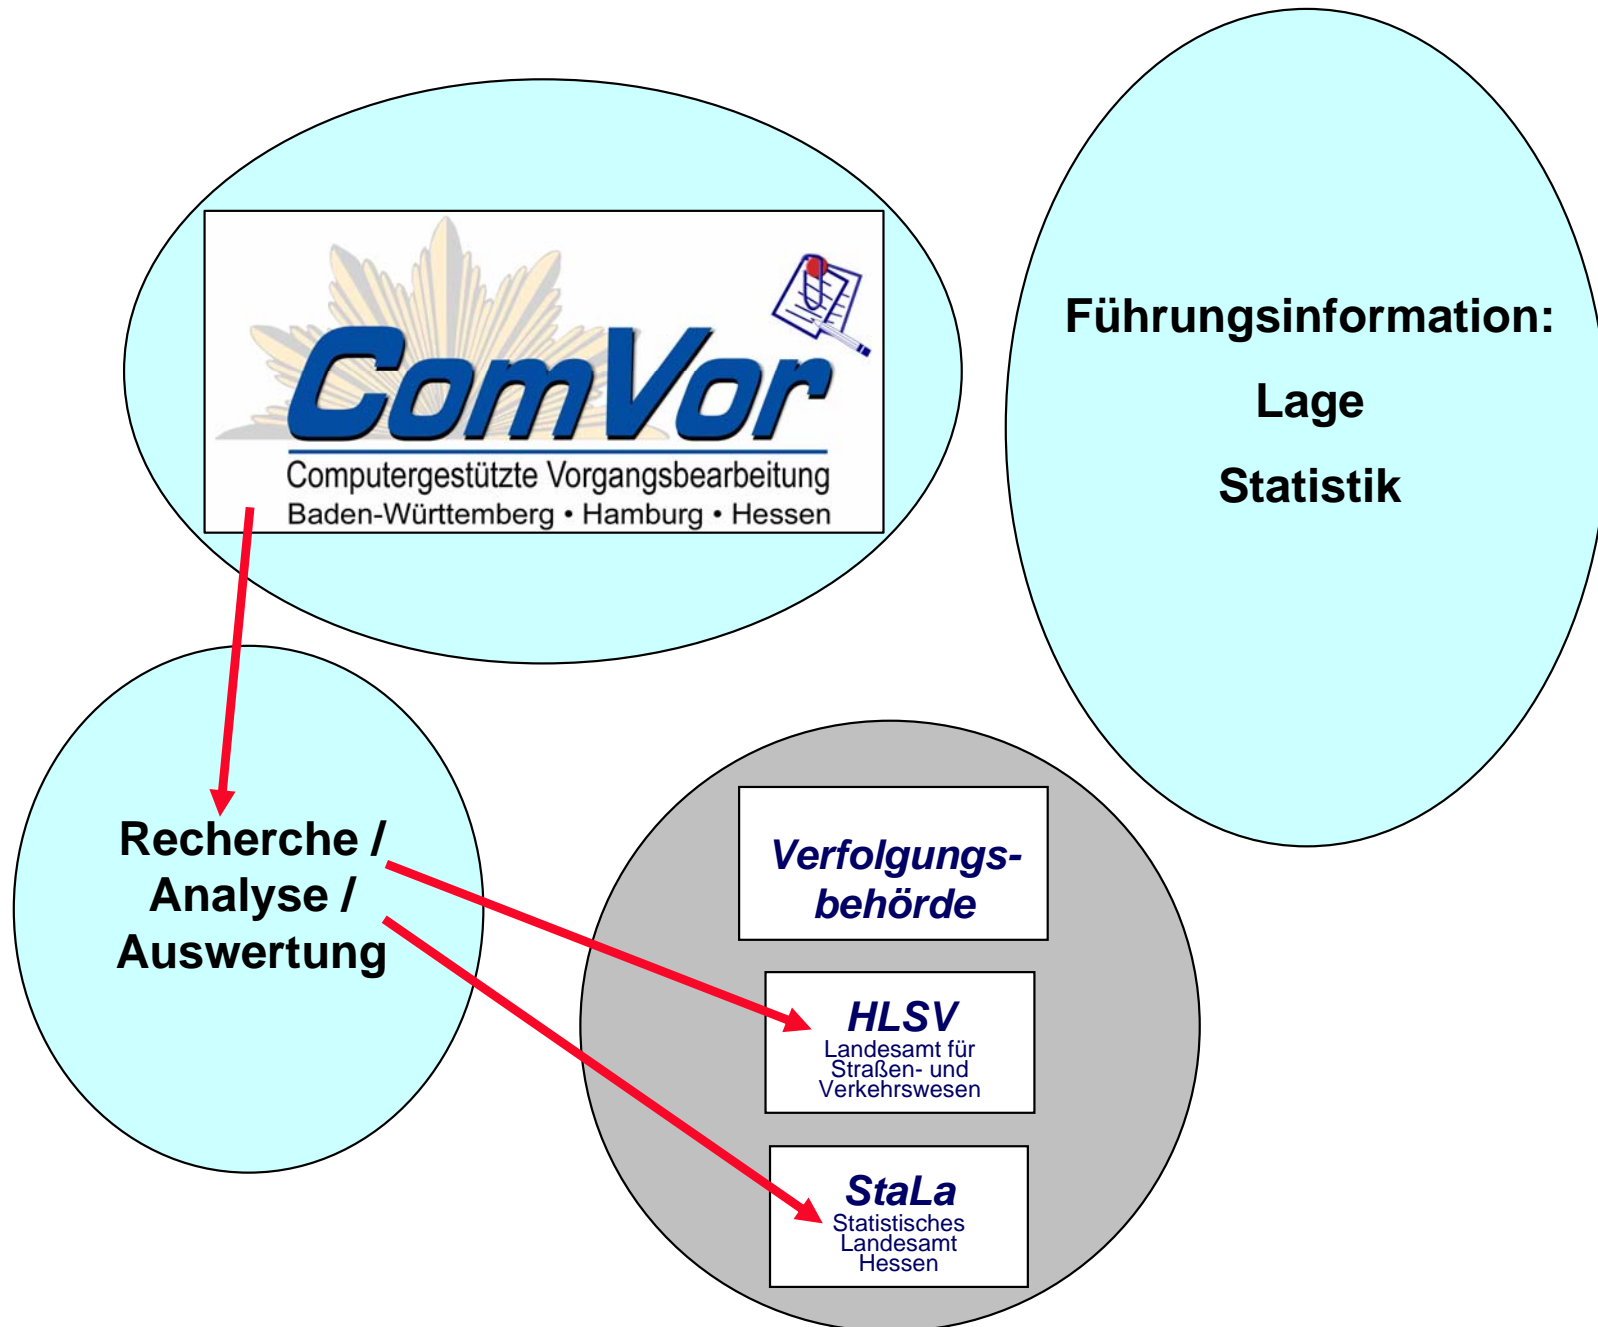 ComVor
Computergestützte Vorgangsbearbeitung
Baden-Württemberg • Hamburg • Hessen
Führungsinformation:
Lage
Statistik
Recherche /
Analyse /
Auswertung
Verfolgungs-
behörde
HLSV
Landesamt für
Straßen- und
Verkehrswesen
StaLa
Statistisches
Landesamt
Hessen